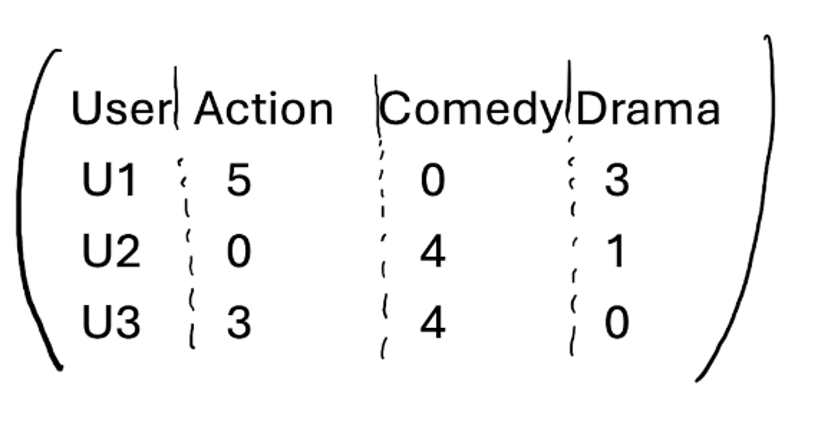 User Action Comedy Drama
U1 5 0 3
U2 0 4 1
U3 3 4 0